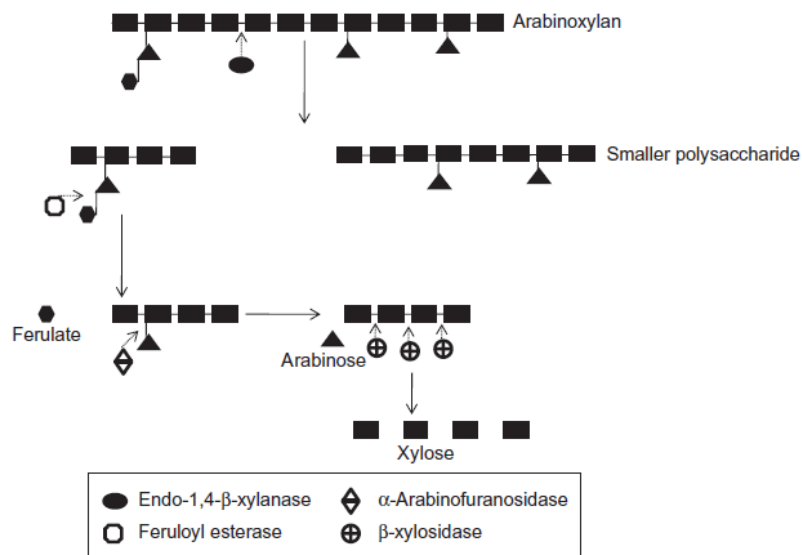 Arabinoxylan
Smaller polysaccharide
Ferulate
Arabinose
Xylose
Endo-1,4-β-xylanase
α-Arabinofuranosidase
Feruloyl esterase
β-xylosidase